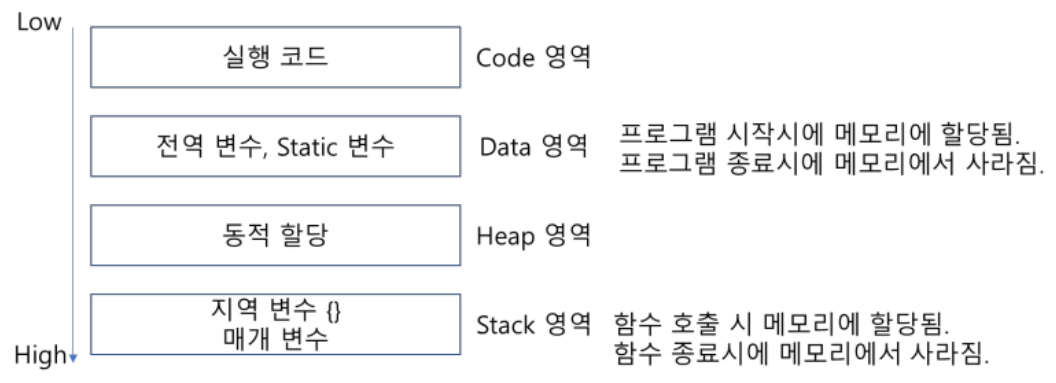 Low
실행 코드
Code 영역
전역 변수, Static 변수
Data 영역
프로그램 시작시에 메모리에 할당됨.
프로그램 종료시에 메모리에서 사라짐.
동적 할당
Heap 영역
지역 변수 {}
매개 변수
Stack 영역
함수 호출 시 메모리에 할당됨.
함수 종료시에 메모리에서 사라짐.
High